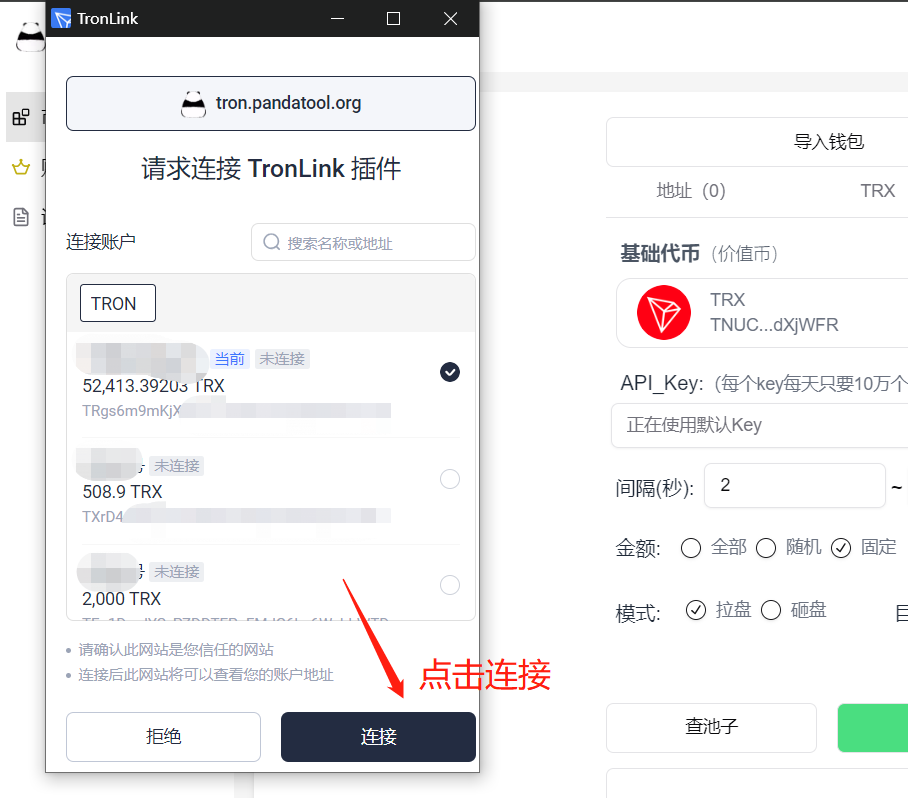 TronLink
tron.pandatool.org
请求连接 TronLink 插件
连接账户
搜索名称或地址
TRON
当前 未连接
52,413.39203 TRX
TRgs6m9mKjX
未连接
508.9 TRX
TXrD4
未连接
2,000 TRX
请确认此网站是您信任的网站
连接后此网站将可以查看您的账户地址
拒绝
连接
点击连接
导入钱包
地址 (0) TRX
基础代币 (价值币)
TRX
TNUC...dXjWFR
API_Key: (每个key每天只要10万个
正在使用默认Key
间隔(秒): 2 ~
金额: 全部 随机 固定
模式: 拉盘 砸盘
查池子